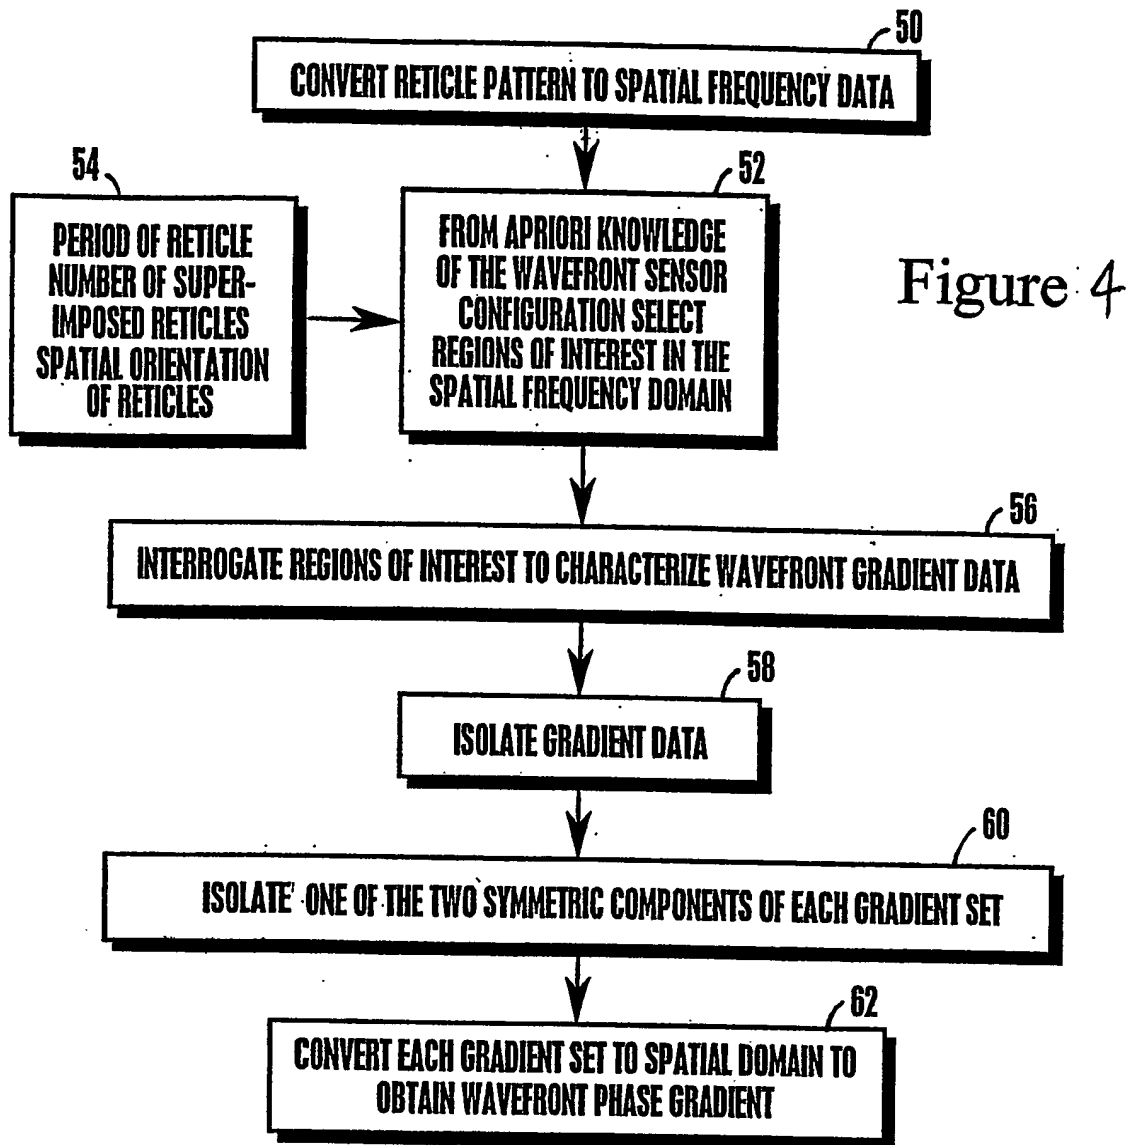 50
CONVERT RETICLE PATTERN TO SPATIAL FREQUENCY DATA
54
PERIOD OF RETICLE
NUMBER OF SUPER-
IMPOSED RETICLES
SPATIAL ORIENTATION
OF RETICLES
52
FROM APRIORI KNOWLEDGE
OF THE WAVEFRONT SENSOR
CONFIGURATION SELECT
REGIONS OF INTEREST IN THE
SPATIAL FREQUENCY DOMAIN
Figure 4
56
INTERROGATE REGIONS OF INTEREST TO CHARACTERIZE WAVEFRONT GRADIENT DATA
58
ISOLATE GRADIENT DATA
60
ISOLATE ONE OF THE TWO SYMMETRIC COMPONENTS OF EACH GRADIENT SET
62
CONVERT EACH GRADIENT SET TO SPATIAL DOMAIN TO
OBTAIN WAVEFRONT PHASE GRADIENT